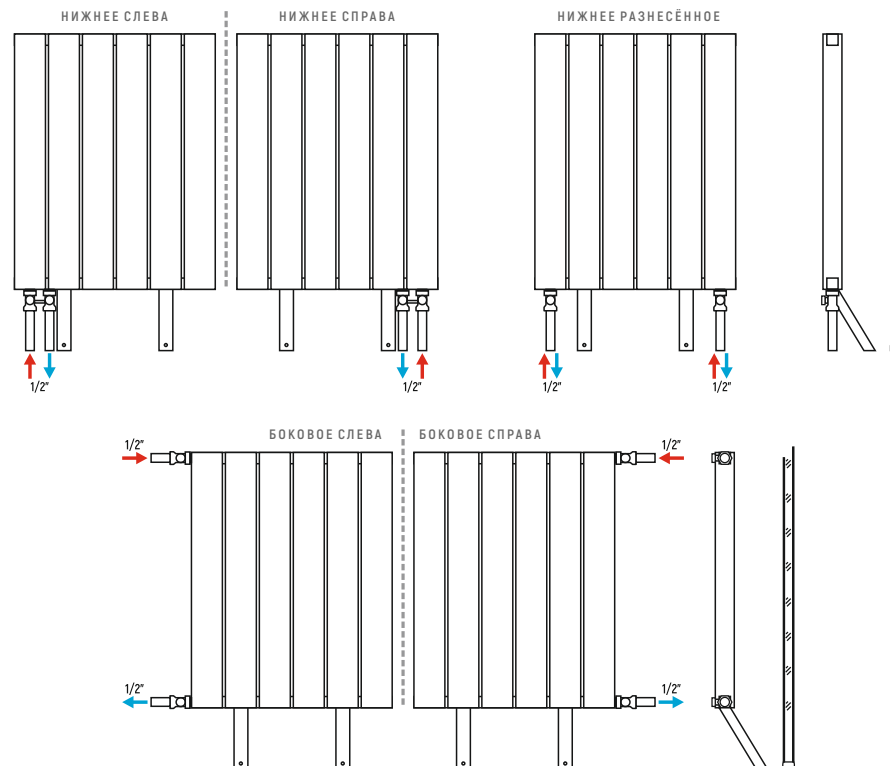 НИЖНЕЕ СЛЕВА
НИЖНЕЕ СПРАВА
НИЖНЕЕ РАЗНЕСЁННОЕ
1/2"
1/2"
1/2"
1/2"
БОКОВОЕ СЛЕВА
БОКОВОЕ СПРАВА
1/2"
1/2"
1/2"
1/2"